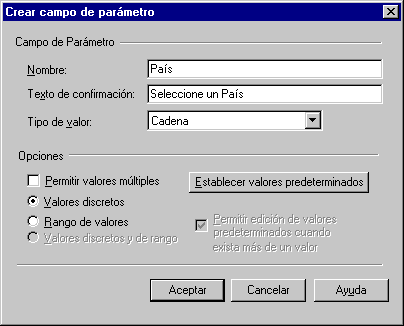 Crear campo de parámetro
Campo de Parámetro
Nombre: País
Texto de confirmación: Seleccione un País
Tipo de valor: Cadena
Opciones
Permitir valores múltiples Establecer valores predeterminados
Valores discretos
Rango de valores
Valores discretos y de rango
Permitir edición de valores
predeterminados cuando
exista más de un valor
Aceptar Cancelar Ayuda